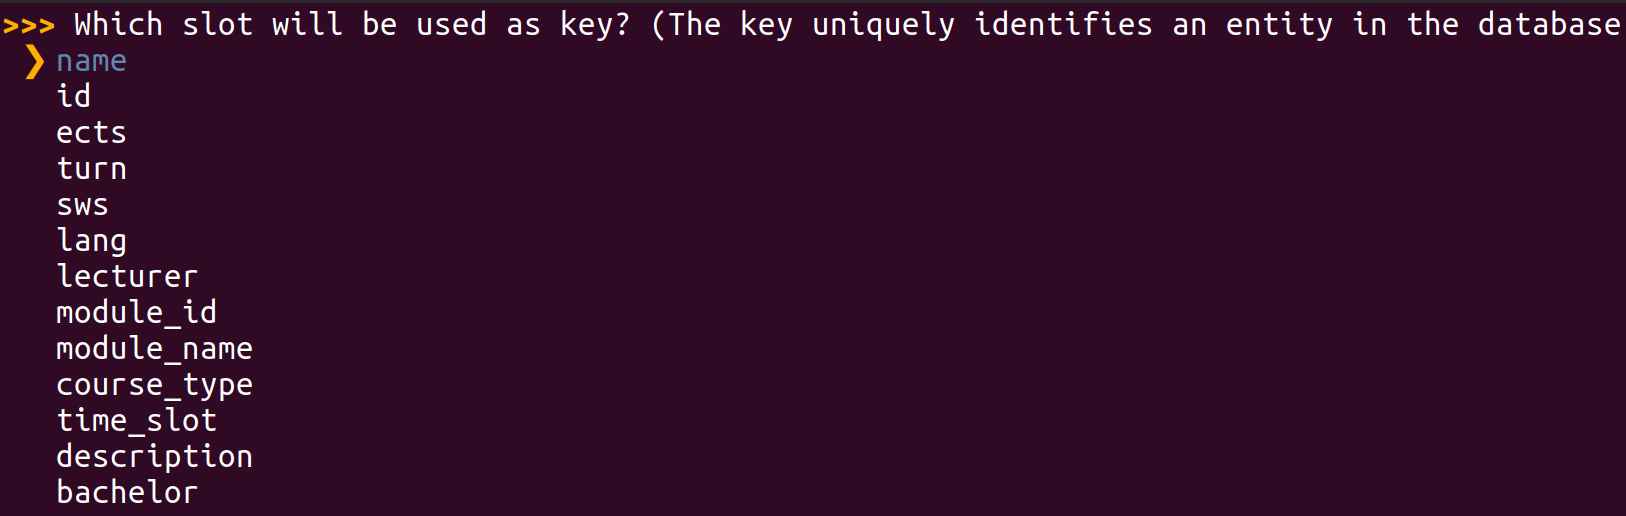 >>> Which slot will be used as key? (The key uniquely identifies an entity in the database
❯ name
id
ects
turn
sws
lang
lecturer
module_id
module_name
course_type
time_slot
description
bachelor